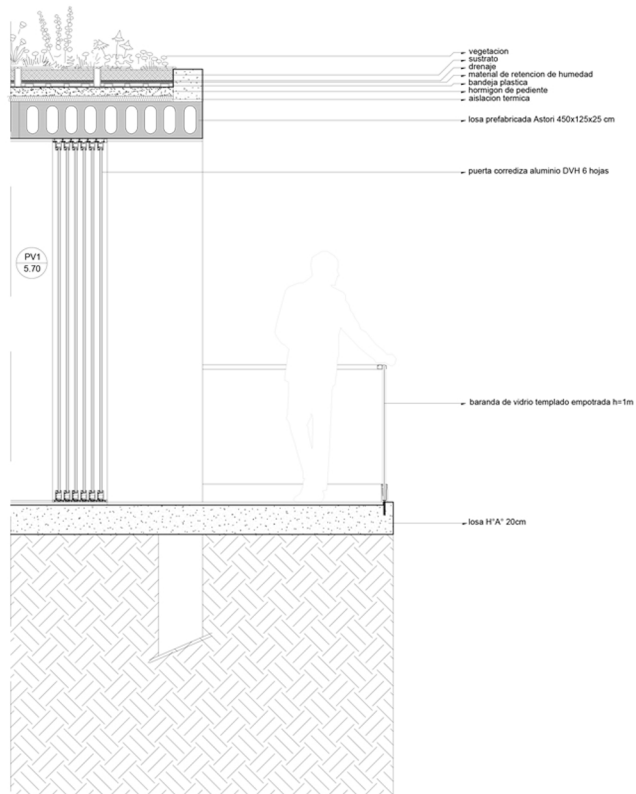 vegetacion
sustrato
drenaje
material de retencion de humedad
bandeja plastica
hormigon de pediente
aislacion termica
losa prefabricada Astori 450x125x25 cm
puerta corrediza aluminio DVH 6 hojas
PV1
5.70
baranda de vidrio templado empotrada h=1m
losa H°A° 20cm